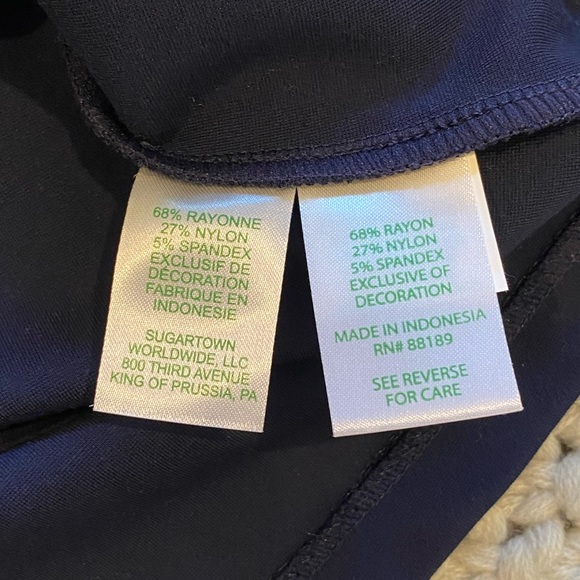 68% RAYONNE
27% NYLON
5% SPANDEX
EXCLUSIF DE
DÉCORATION
FABRIQUE EN
INDONESIE
SUGARTOWN
WORLDWIDE, LLC
800 THIRD AVENUE
KING OF PRUSSIA, PA
68% RAYON
27% NYLON
5% SPANDEX
EXCLUSIVE OF
DECORATION
MADE IN INDONESIA
RN# 88189
SEE REVERSE
FOR CARE